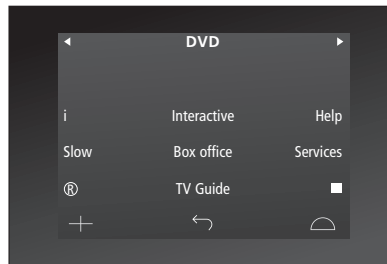 DVD
i Interactive Help
Slow Box office Services
® TV Guide